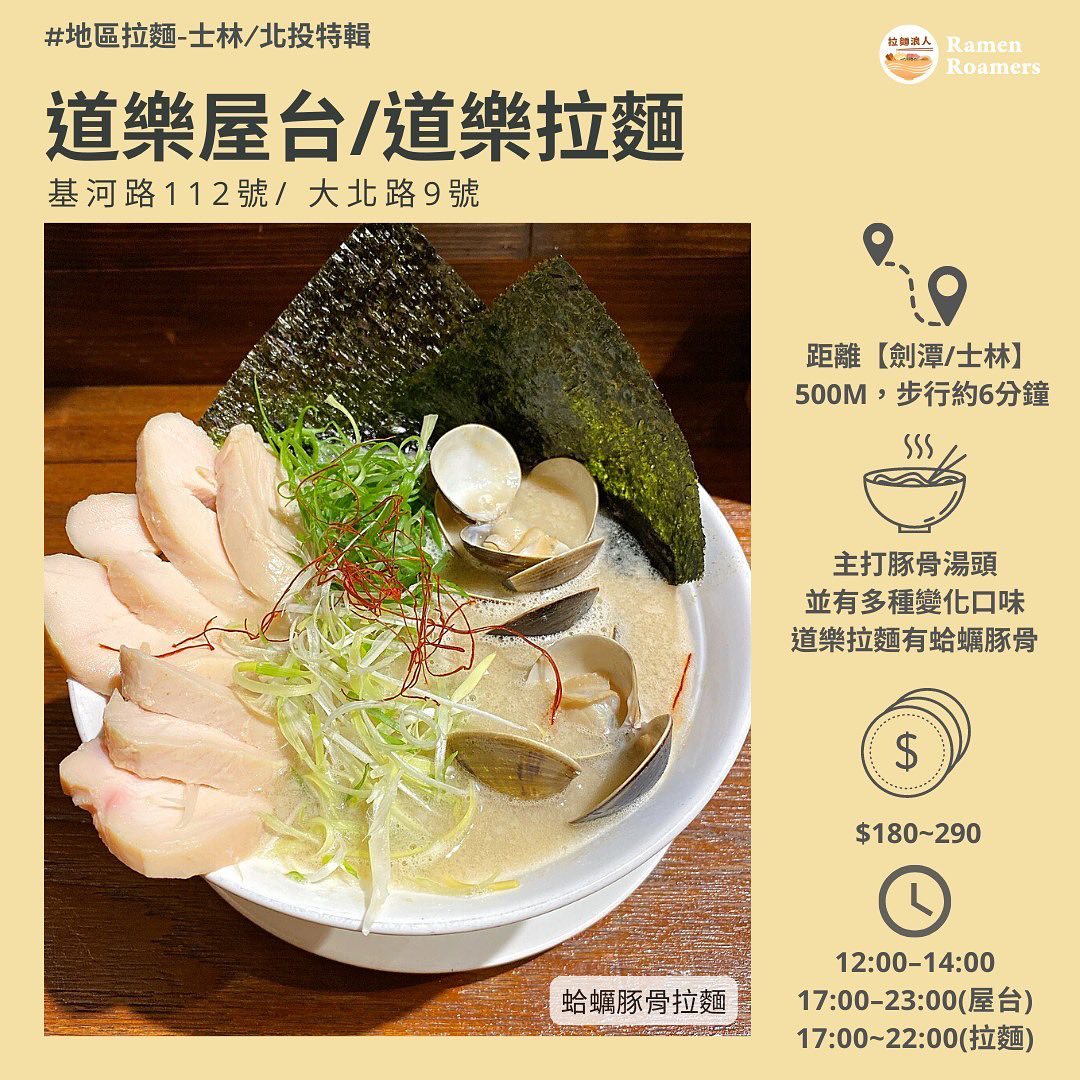 #地區拉麵-士林/北投特輯
拉麵浪人
Ramen
Roamers
道樂屋台/道樂拉麵
基河路112號/ 大北路9號
距離【劍潭/士林】
500M，步行約6分鐘
主打豚骨湯頭
並有多種變化口味
道樂拉麵有蛤蠣豚骨
$
$180~290
12:00–14:00
17:00–23:00(屋台)
17:00~22:00(拉麵)
蛤蠣豚骨拉麵